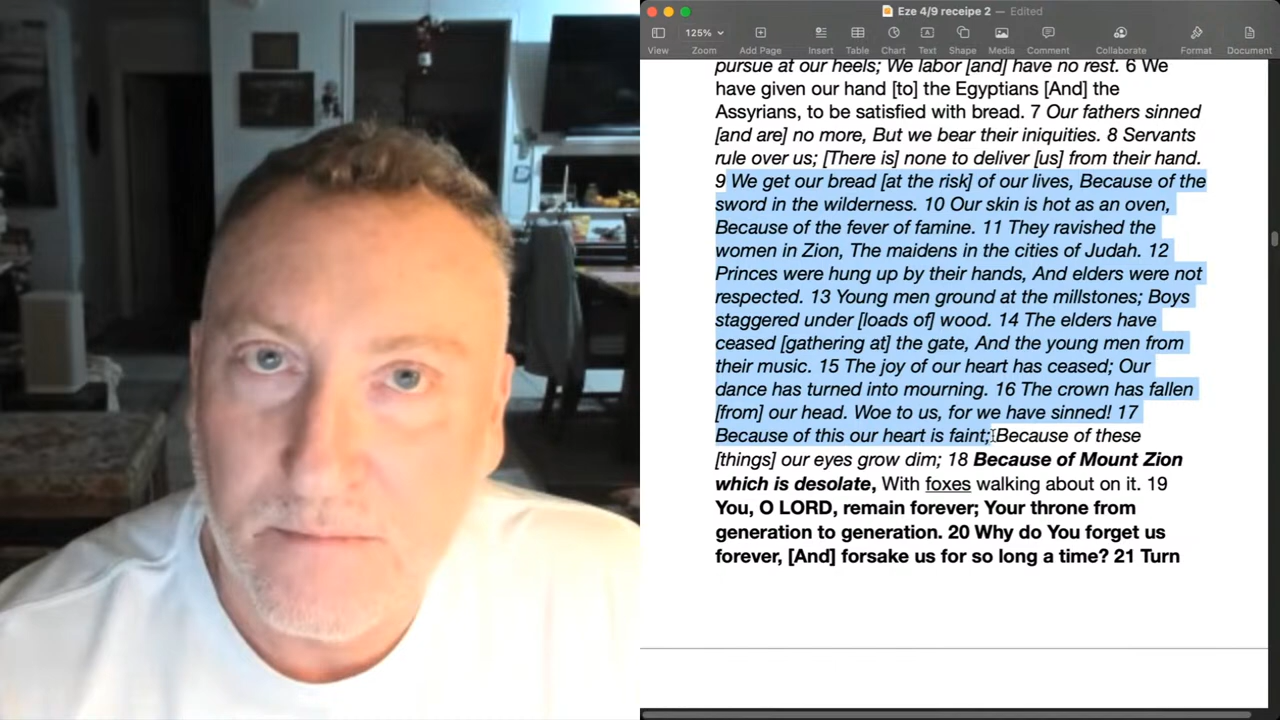 Eze 4/9 receipe 2 — Edited
125%
View
Zoom
Add Page
Insert
Table
Chart
Text
Shape
Media
Comment
Collaborate
Format
Document
pursue at our heels; We labor [and] have no rest. 6 We
have given our hand [to] the Egyptians [And] the
Assyrians, to be satisfied with bread. 7 Our fathers sinned
[and are] no more, But we bear their iniquities. 8 Servants
rule over us; [There is] none to deliver [us] from their hand.
9 We get our bread [at the risk] of our lives, Because of the
sword in the wilderness. 10 Our skin is hot as an oven,
Because of the fever of famine. 11 They ravished the
women in Zion, The maidens in the cities of Judah. 12
Princes were hung up by their hands, And elders were not
respected. 13 Young men ground at the millstones; Boys
staggered under [loads of] wood. 14 The elders have
ceased [gathering at] the gate, And the young men from
their music. 15 The joy of our heart has ceased; Our
dance has turned into mourning. 16 The crown has fallen
[from] our head. Woe to us, for we have sinned! 17
Because of this our heart is faint; Because of these
[things] our eyes grow dim; 18 Because of Mount Zion
which is desolate, With foxes walking about on it. 19
You, O LORD, remain forever; Your throne from
generation to generation. 20 Why do You forget us
forever, [And] forsake us for so long a time? 21 Turn